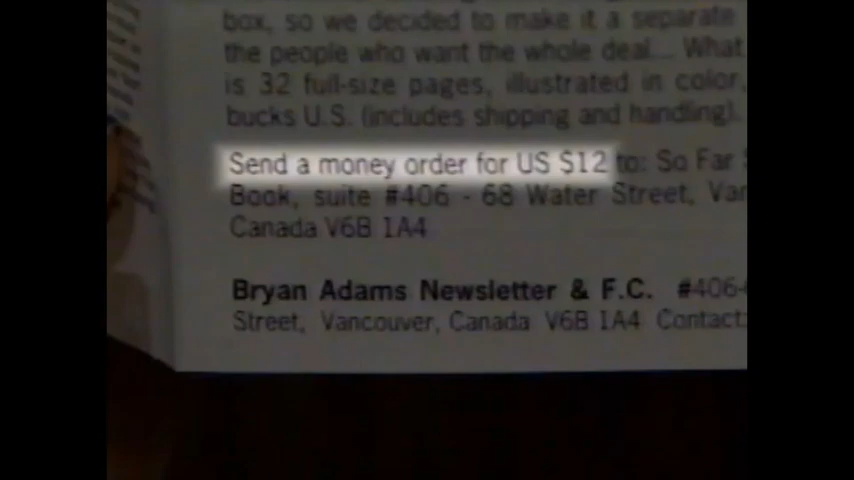 box, so we decided to make it a separate
the people who want the whole deal... What
is 32 full-size pages, illustrated in color,
bucks U.S. (includes shipping and handling).
Send a money order for US $12 to: So Far
Book, suite #406 - 68 Water Street, Van
Canada V6B 1A4
Bryan Adams Newsletter & F.C. #406-
Street, Vancouver, Canada V6B 1A4 Contact: